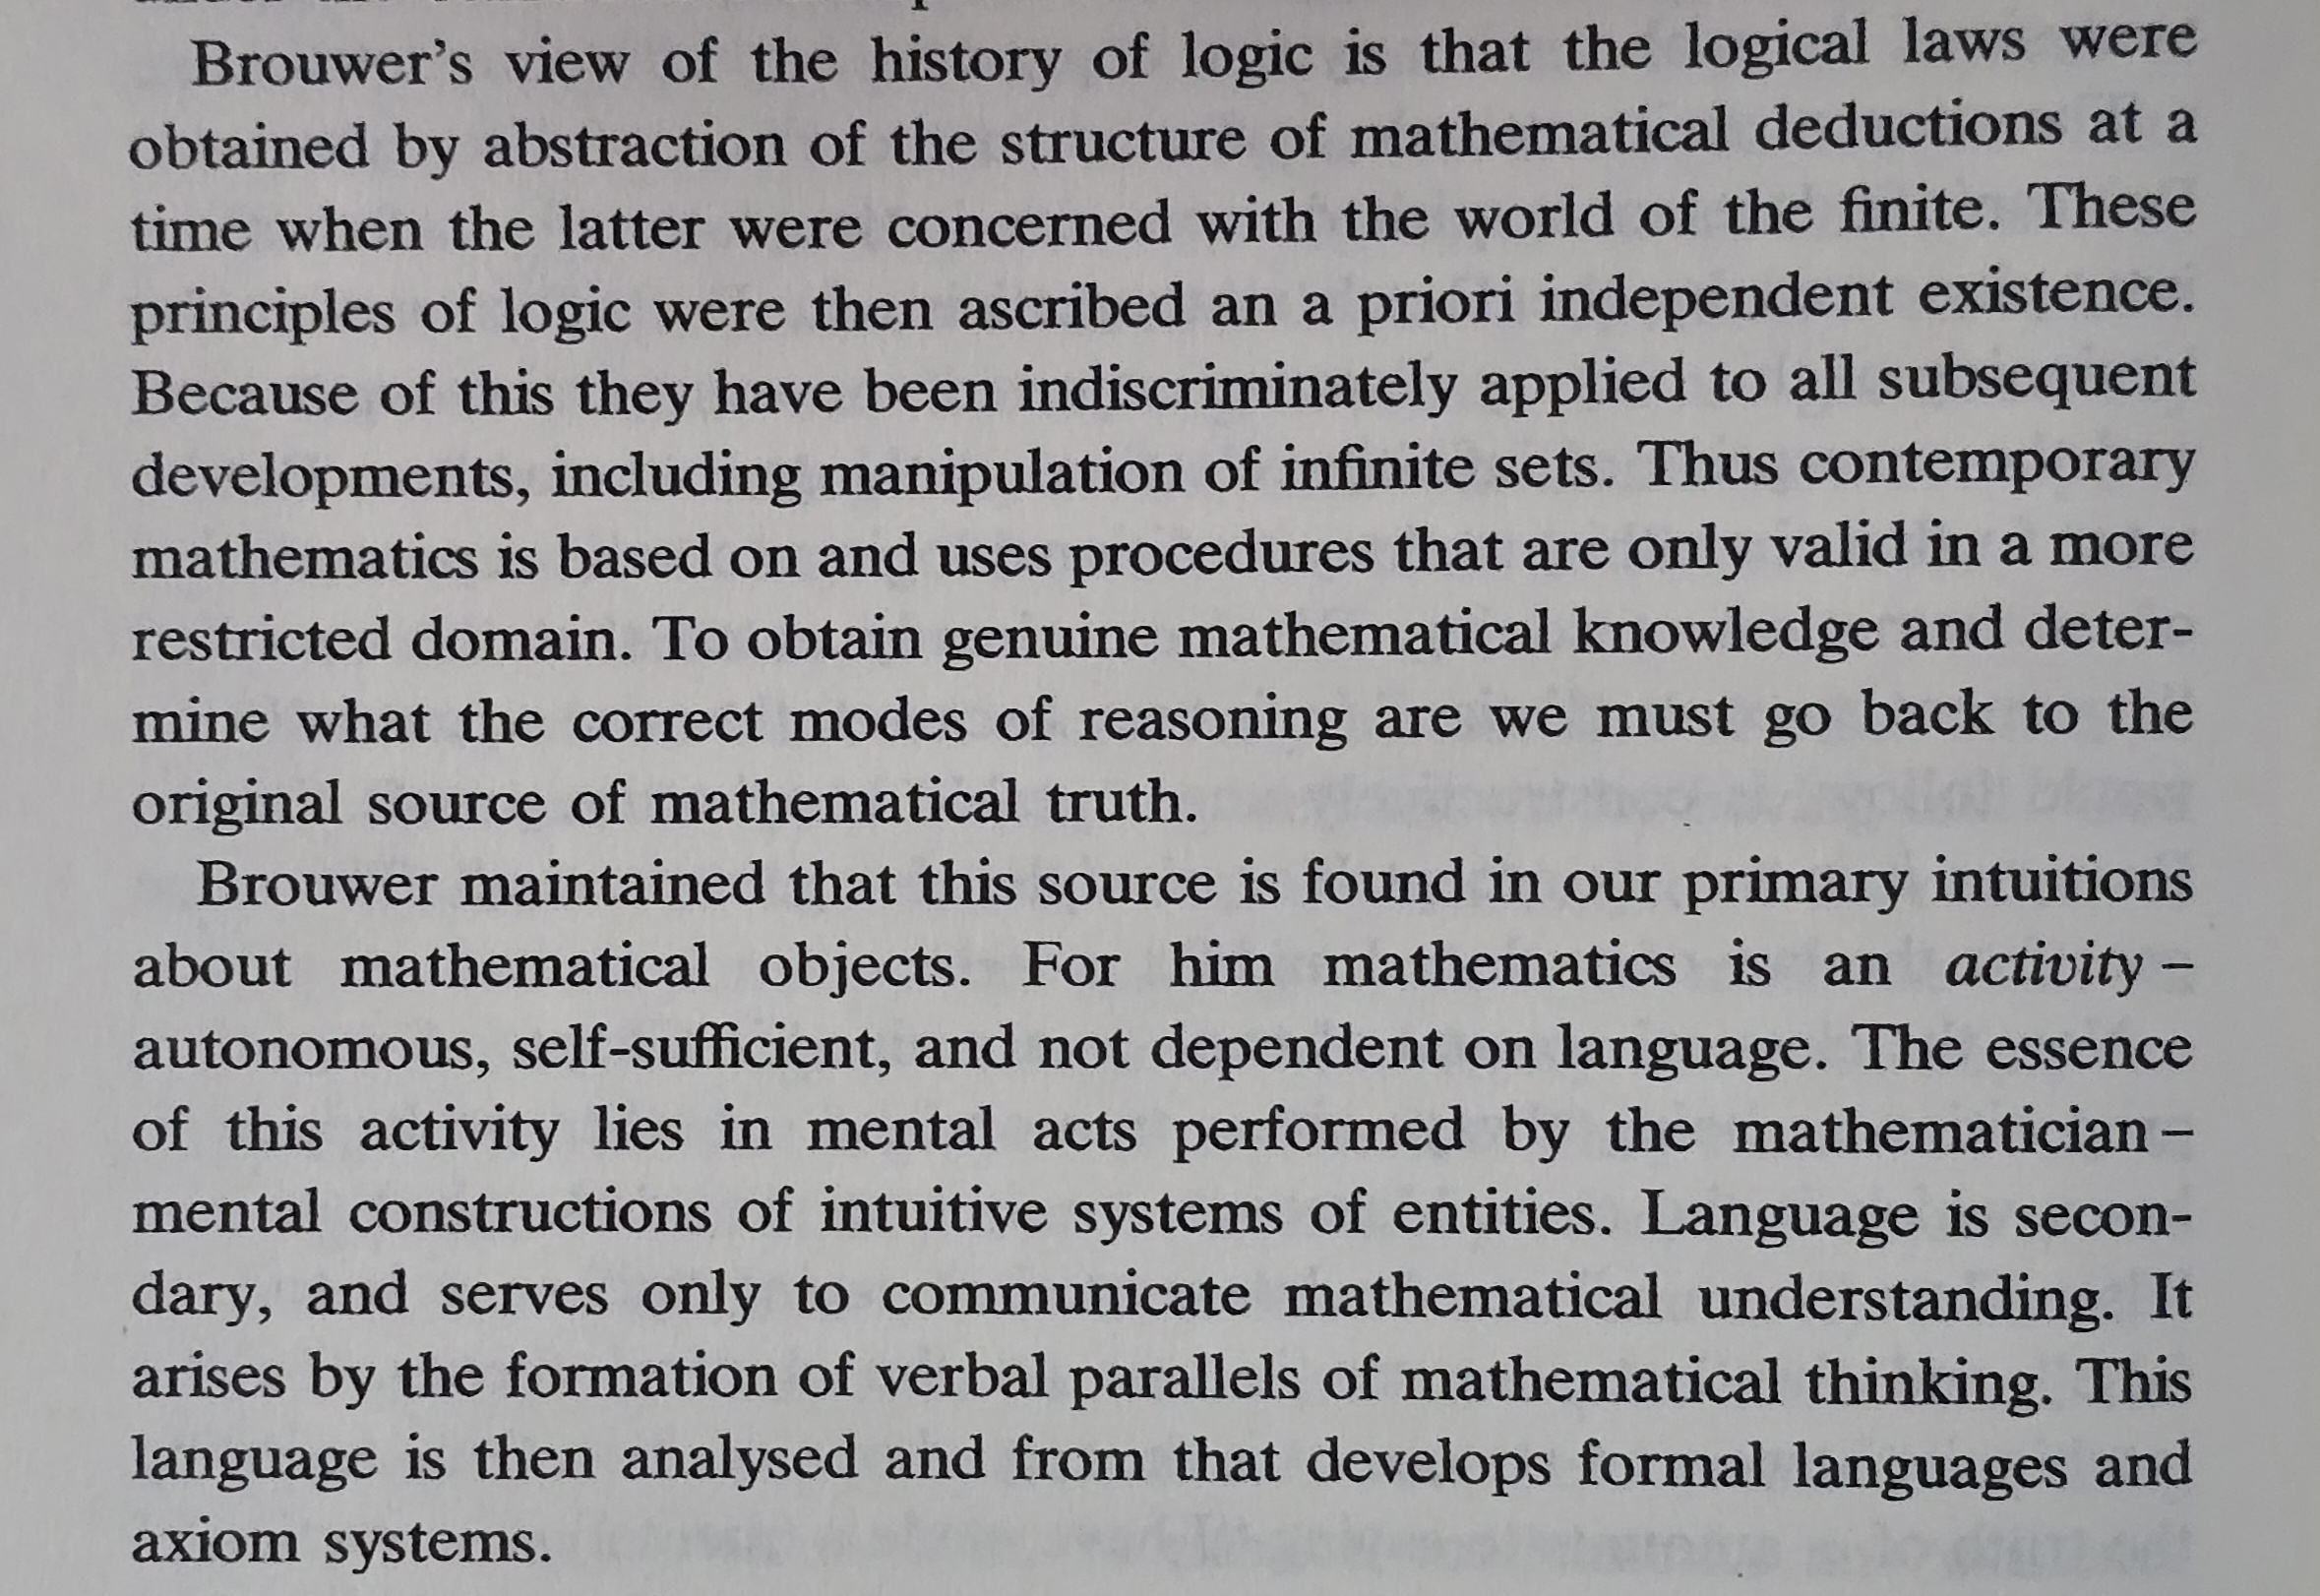 Brouwer's view of the history of logic is that the logical laws were
obtained by abstraction of the structure of mathematical deductions at a
time when the latter were concerned with the world of the finite. These
principles of logic were then ascribed an a priori independent existence.
Because of this they have been indiscriminately applied to all subsequent
developments, including manipulation of infinite sets. Thus contemporary
mathematics is based on and uses procedures that are only valid in a more
restricted domain. To obtain genuine mathematical knowledge and deter-
mine what the correct modes of reasoning are we must go back to the
original source of mathematical truth.
Brouwer maintained that this source is found in our primary intuitions
about mathematical objects. For him mathematics is an activity –
autonomous, self-sufficient, and not dependent on language. The essence
of this activity lies in mental acts performed by the mathematician –
mental constructions of intuitive systems of entities. Language is secon-
dary, and serves only to communicate mathematical understanding. It
arises by the formation of verbal parallels of mathematical thinking. This
language is then analysed and from that develops formal languages and
axiom systems.